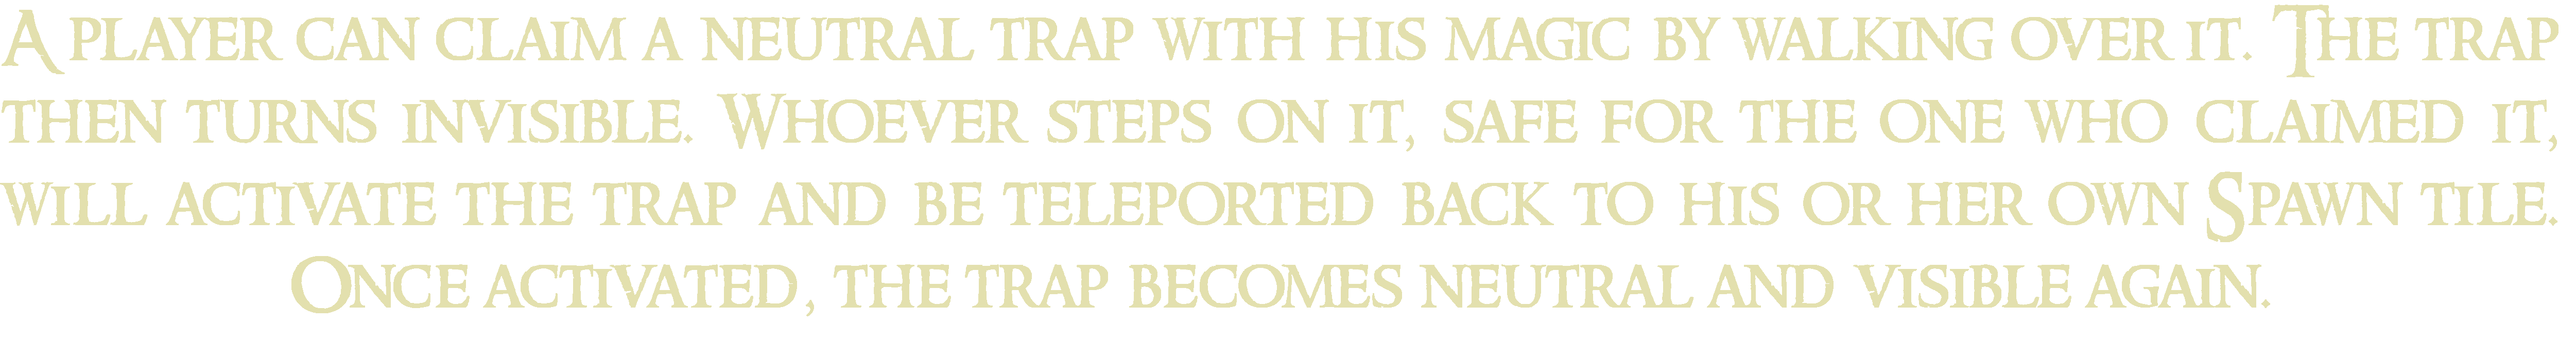 A player can claim a neutral trap with his magic by walking over it. The trap
then turns invisible. Whoever steps on it, safe for the one who claimed it,
will activate the trap and be teleported back to his or her own Spawn tile.
Once activated, the trap becomes neutral and visible again.